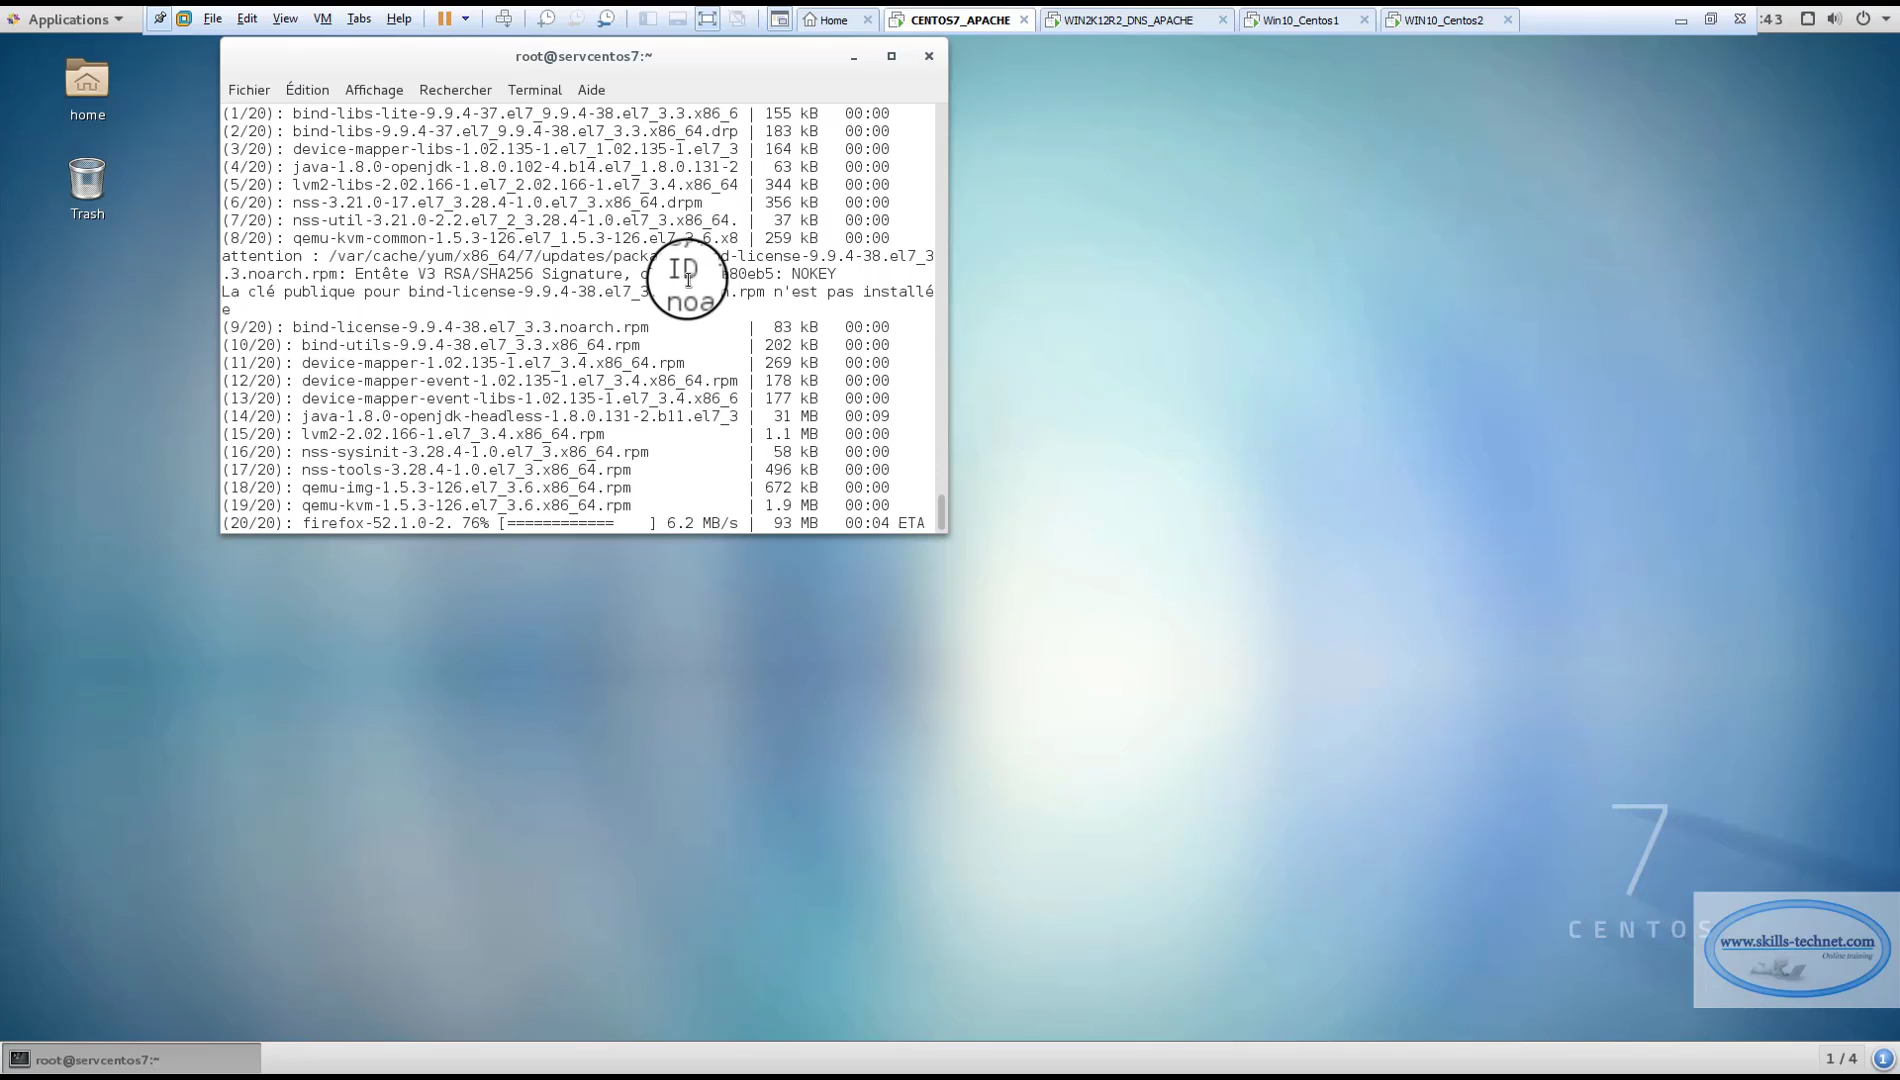 Applications File Edit View VM Tabs Help Home CENTOS7_APACHE WIN2K12R2_DNS_APACHE Win10_Centos1 WIN10_Centos2 :43
root@servcentos7:~
Fichier Édition Affichage Rechercher Terminal Aide
home
Trash
(1/20): bind-libs-lite-9.9.4-37.el7_9.9.4-38.el7_3.3.x86_6 | 155 kB 00:00
(2/20): bind-libs-9.9.4-37.el7_9.9.4-38.el7_3.3.x86_64.drp | 183 kB 00:00
(3/20): device-mapper-libs-1.02.135-1.el7_1.02.135-1.el7_3 | 164 kB 00:00
(4/20): java-1.8.0-openjdk-1.8.0.102-4.b14.el7_1.8.0.131-2 | 63 kB 00:00
(5/20): lvm2-libs-2.02.166-1.el7_2.02.166-1.el7_3.4.x86_64 | 344 kB 00:00
(6/20): nss-3.21.0-17.el7_3.28.4-1.0.el7_3.x86_64.drpm | 356 kB 00:00
(7/20): nss-util-3.21.0-2.2.el7_2_3.28.4-1.0.el7_3.x86_64. | 37 kB 00:00
(8/20): qemu-kvm-common-1.5.3-126.el7_1.5.3-126.el7_3.6.x8 | 259 kB 00:00
attention : /var/cache/yum/x86_64/7/updates/packa d-license-9.9.4-38.el7_3
.3.noarch.rpm: Entête V3 RSA/SHA256 Signature, ID 80eb5: NOKEY
La clé publique pour bind-license-9.9.4-38.el7_3. noa .rpm n'est pas installé
e
(9/20): bind-license-9.9.4-38.el7_3.3.noarch.rpm | 83 kB 00:00
(10/20): bind-utils-9.9.4-38.el7_3.3.x86_64.rpm | 202 kB 00:00
(11/20): device-mapper-1.02.135-1.el7_3.4.x86_64.rpm | 269 kB 00:00
(12/20): device-mapper-event-1.02.135-1.el7_3.4.x86_64.rpm | 178 kB 00:00
(13/20): device-mapper-event-libs-1.02.135-1.el7_3.4.x86_6 | 177 kB 00:00
(14/20): java-1.8.0-openjdk-headless-1.8.0.131-2.b11.el7_3 | 31 MB 00:09
(15/20): lvm2-2.02.166-1.el7_3.4.x86_64.rpm | 1.1 MB 00:00
(16/20): nss-sysinit-3.28.4-1.0.el7_3.x86_64.rpm | 58 kB 00:00
(17/20): nss-tools-3.28.4-1.0.el7_3.x86_64.rpm | 496 kB 00:00
(18/20): qemu-img-1.5.3-126.el7_3.6.x86_64.rpm | 672 kB 00:00
(19/20): qemu-kvm-1.5.3-126.el7_3.6.x86_64.rpm | 1.9 MB 00:00
(20/20): firefox-52.1.0-2. 76% [============ ] 6.2 MB/s | 93 MB 00:04 ETA
7
CENTOS
www.skills-technet.com
Online training
root@servcentos7:~ 1 / 4 1